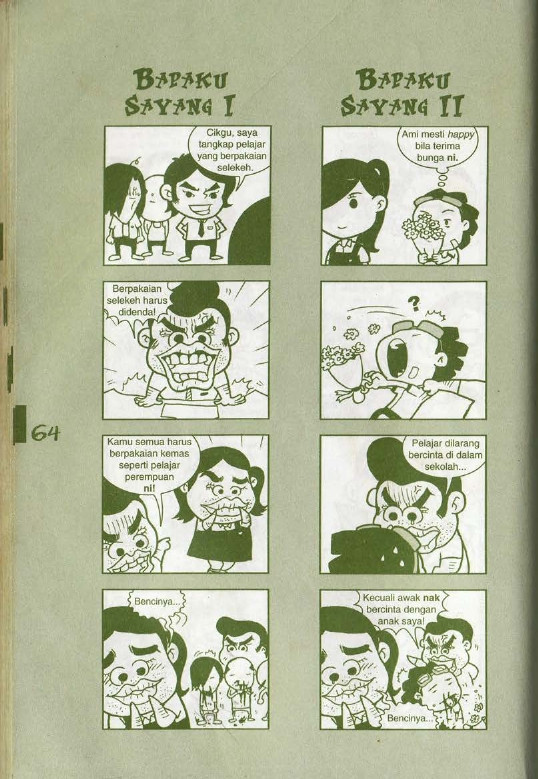 BAPAKU
SAYANG I
Cikgu, saya
tangkap pelajar
yang berpakaian
selekeh.
Berpakaian
selekeh harus
didenda!
Kamu semua harus
berpakaian kemas
seperti pelajar
perempuan
ni!
Bencinya...
BAPAKU
SAYANG II
Ami mesti happy
bila terima
bunga ni.
?
Pelajar dilarang
bercinta di dalam
sekolah...
Kecuali awak nak
bercinta dengan
anak saya!
Bencinya...
64